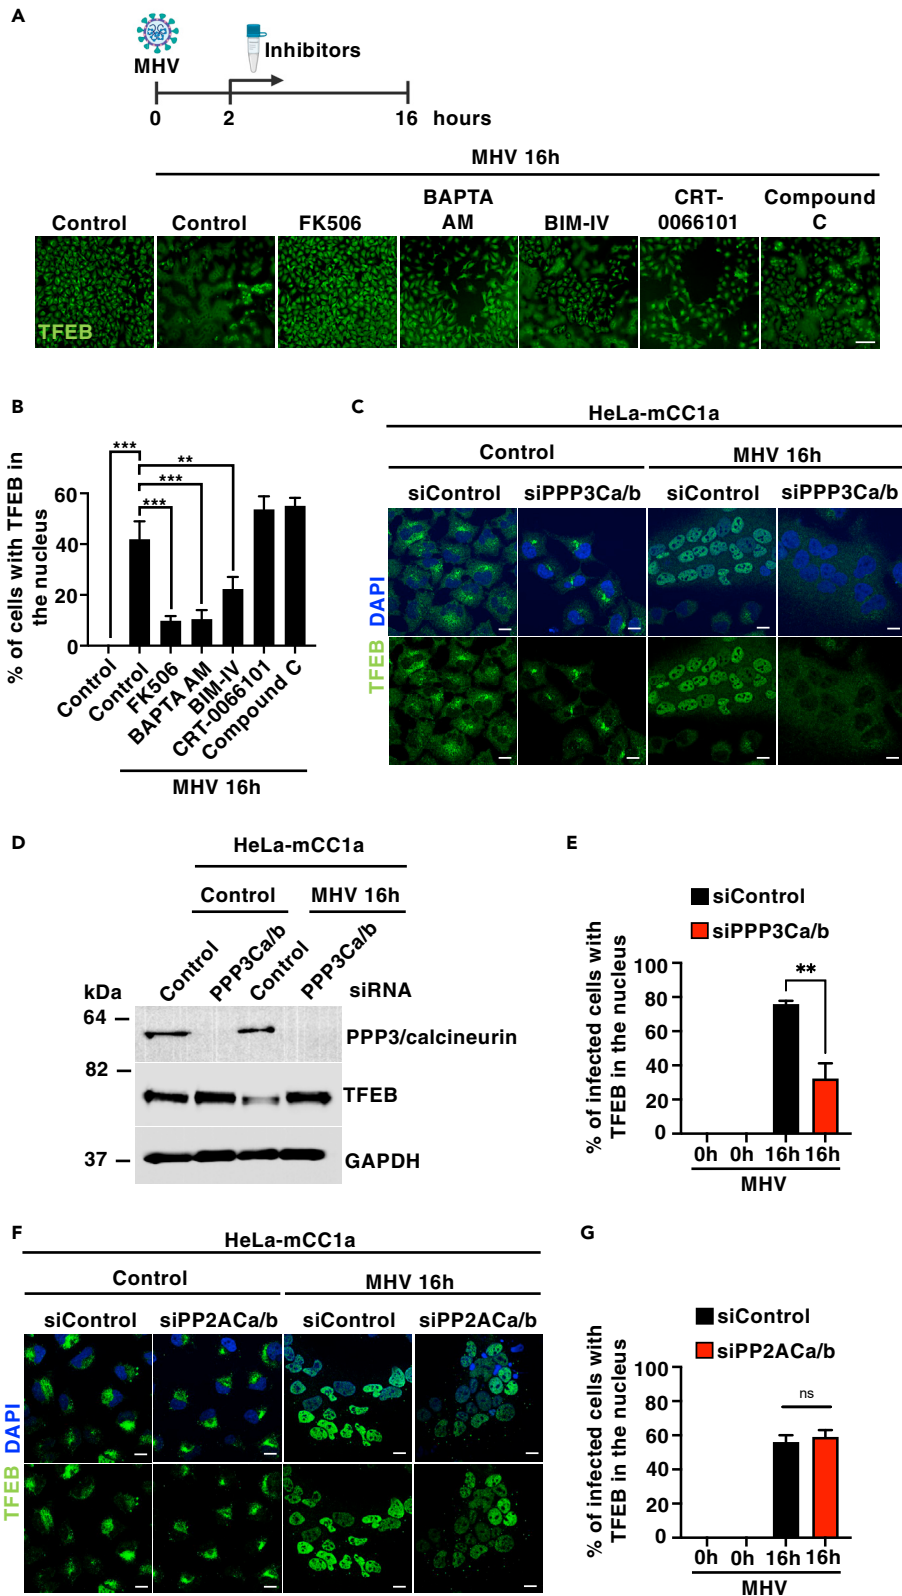 A
MHV
Inhibitors
0 2 16 hours
MHV 16h
Control Control FK506 BAPTA AM BIM-IV CRT-0066101 Compound C
TFEB
B
% of cells with TFEB in the nucleus
60
40
20
0
***
**
***
***
Control
Control
FK506
BAPTA AM
BIM-IV
CRT-0066101
Compound C
MHV 16h
C
HeLa-mCC1a
Control MHV 16h
siControl siPPP3Ca/b siControl siPPP3Ca/b
TFEB DAPI
TFEB
D
HeLa-mCC1a
Control MHV 16h
Control PPP3Ca/b Control PPP3Ca/b siRNA
kDa
64
PPP3/calcineurin
82
TFEB
37
GAPDH
E
siControl
siPPP3Ca/b
% of infected cells with TFEB in the nucleus
100
80
60
40
20
0
**
0h 0h 16h 16h
MHV
F
HeLa-mCC1a
Control MHV 16h
siControl siPP2ACa/b siControl siPP2ACa/b
TFEB DAPI
G
siControl
siPP2ACa/b
% of infected cells with TFEB in the nucleus
100
80
60
40
20
0
ns
0h 0h 16h 16h
MHV